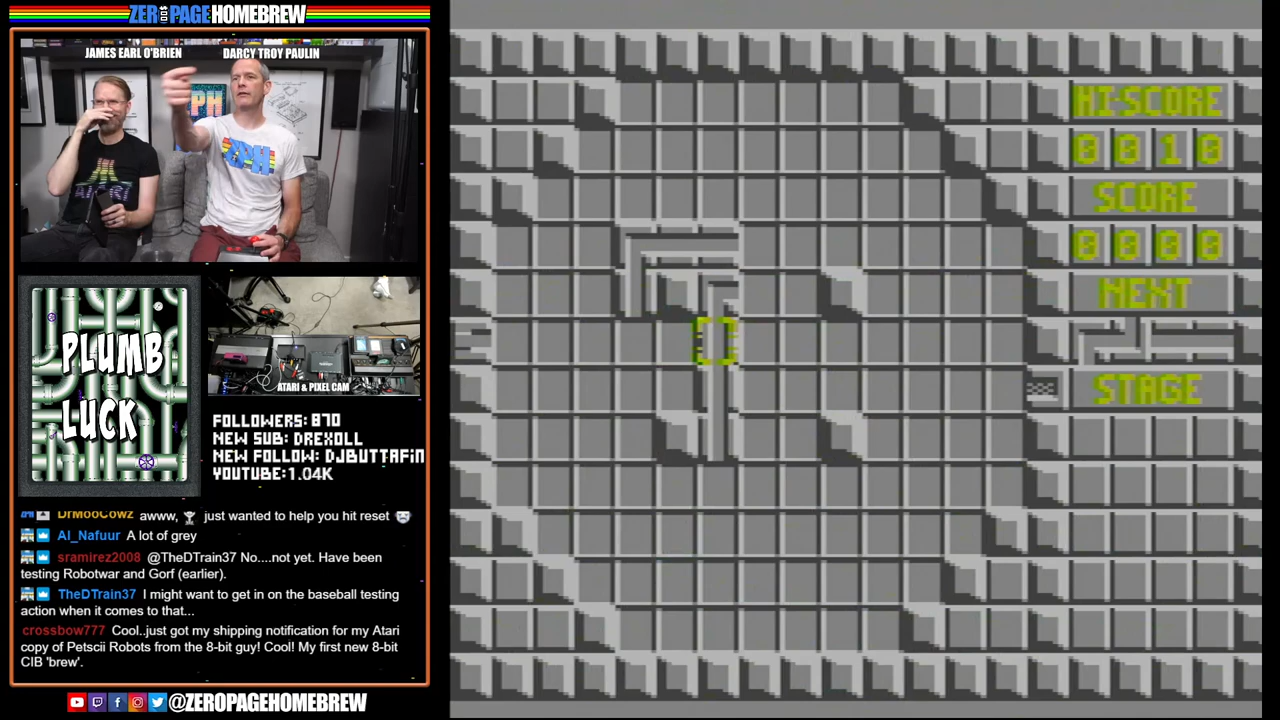 ZERO PAGE HOMEBREW
JAMES EARL O'BRIEN
DARCY TROY PAULIN
PH
ATARI
ZPH
PLUMB
LUCK
ATARI & PIXEL CAM
FOLLOWERS: 870
NEW SUB: DREXOLL
NEW FOLLOW: DJBUTTAFIN
YOUTUBE: 1.04K
DrMooCowz awww, just wanted to help you hit reset
Al_Nafuur A lot of grey
sramirez2008 @TheDTrain37 No....not yet. Have been
testing Robotwar and Gorf (earlier).
TheDTrain37 I might want to get in on the baseball testing
action when it comes to that...
crossbow777 Cool..just got my shipping notification for my Atari
copy of Petscii Robots from the 8-bit guy! Cool! My first new 8-bit
CIB 'brew'.
@ZEROPAGEHOMEBREW
HI-SCORE
0010
SCORE
0000
NEXT
STAGE